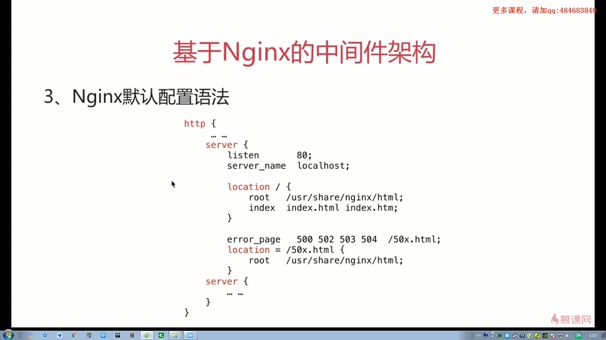 更多课程，请加qq:484683840
基于Nginx的中间件架构
3、Nginx默认配置语法
http {
… …
server {
listen 80;
server_name localhost;
location / {
root /usr/share/nginx/html;
index index.html index.htm;
}
error_page 500 502 503 504 /50x.html;
location = /50x.html {
root /usr/share/nginx/html;
}
server {
… …
}
}
慕课网